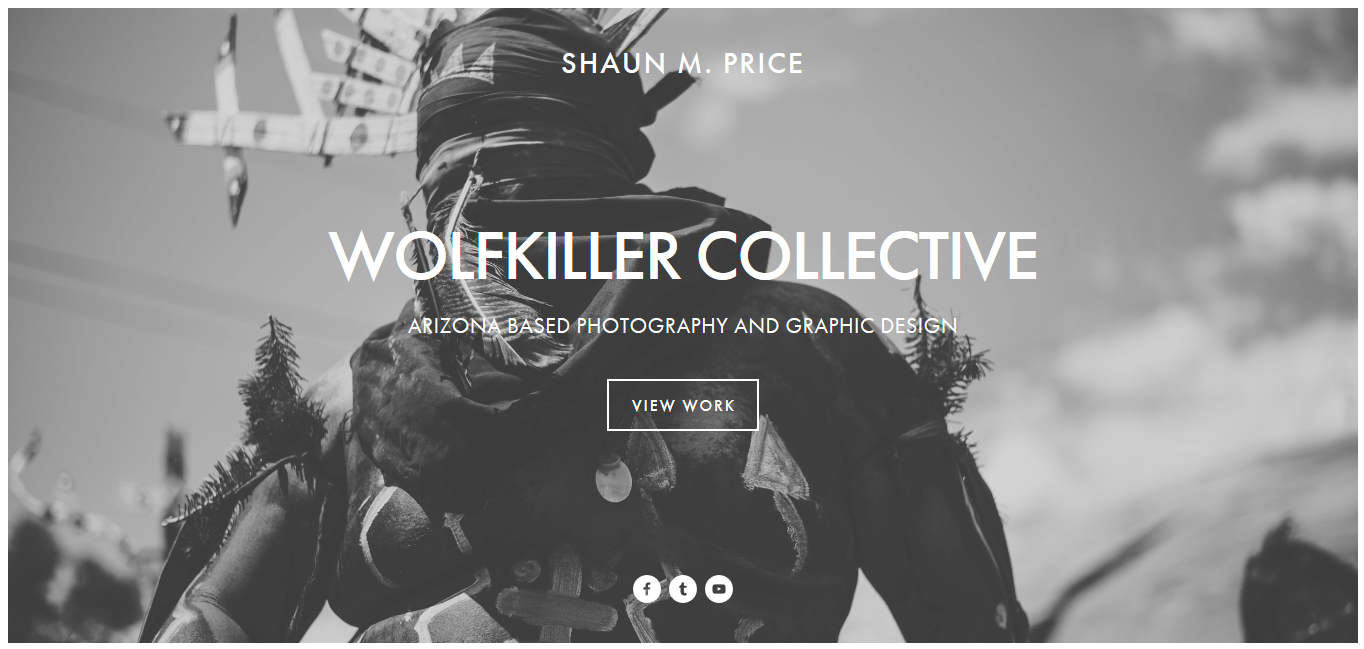 SHAUN M. PRICE
WOLFKILLER COLLECTIVE
ARIZONA BASED PHOTOGRAPHY AND GRAPHIC DESIGN
VIEW WORK